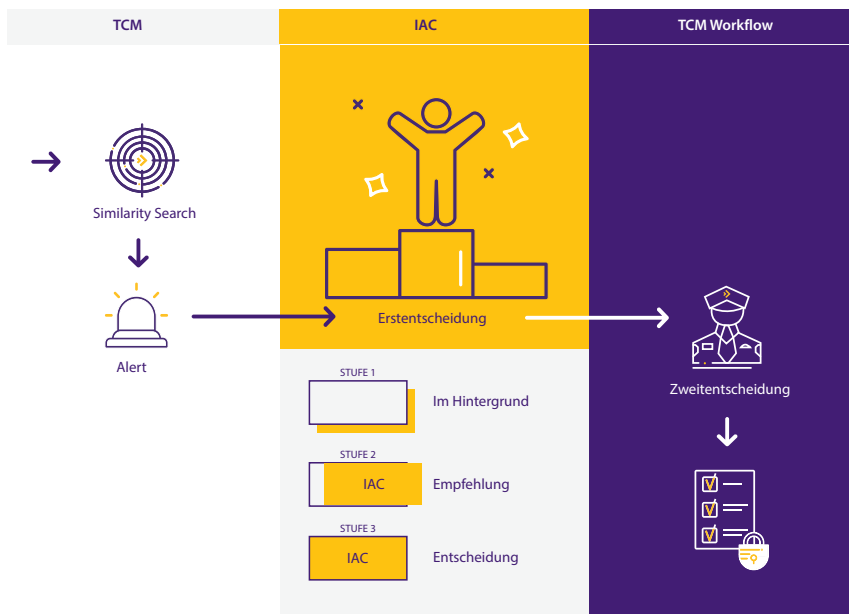 TCM
IAC
TCM Workflow
Similarity Search
Alert
Erstentscheidung
STUFE 1
Im Hintergrund
STUFE 2
IAC
Empfehlung
STUFE 3
IAC
Entscheidung
Zweitentscheidung